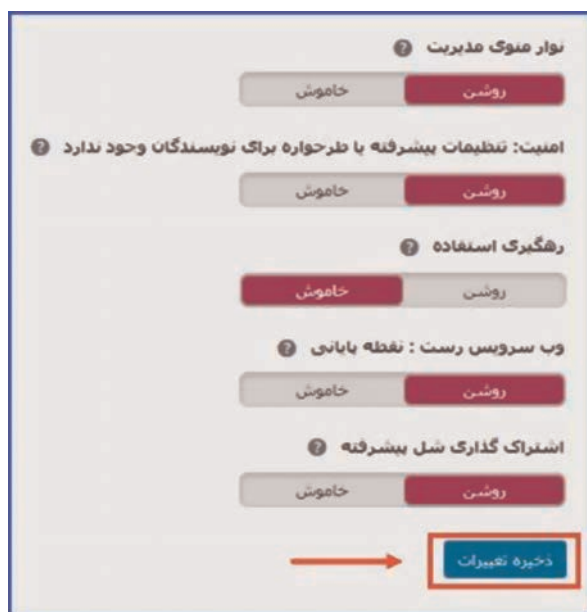 نوار منوی مدیریت
روشن خاموش
امنیت: تنظیمات پیشرفته یا طرحواره برای نویسندگان وجود ندارد
روشن خاموش
رهگیری استفاده
روشن خاموش
وب سرویس رست : نقطه پایانی
روشن خاموش
اشتراک گذاری شل پیشرفته
روشن خاموش
ذخیره تغییرات